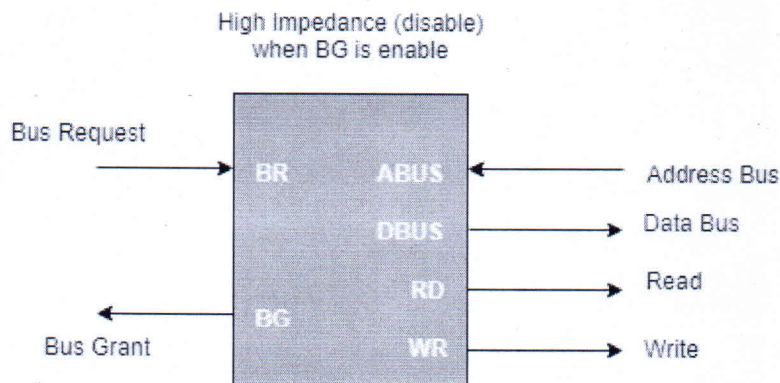 High Impedance (disable)
when BG is enable
Bus Request
BR
ABUS
Address Bus
DBUS
Data Bus
RD
Read
BG
Bus Grant
WR
Write